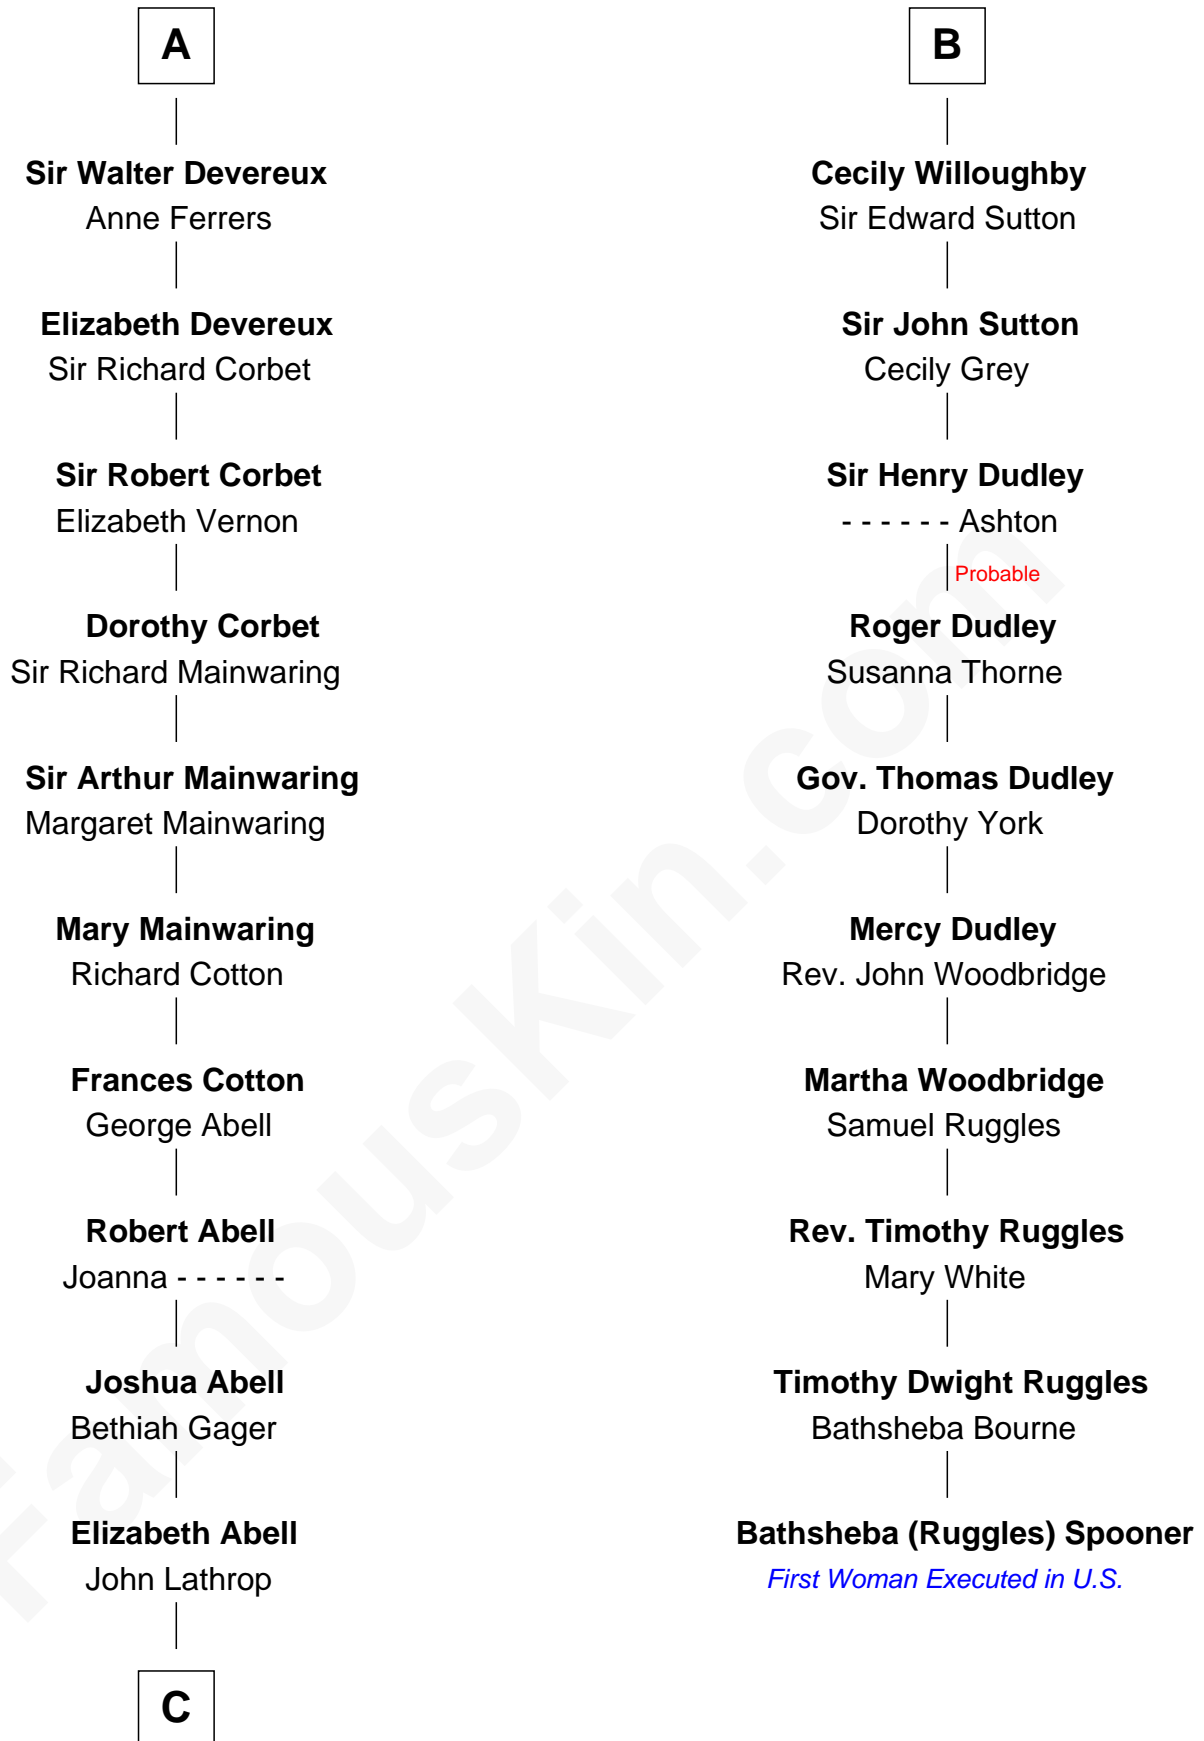 A
Sir Walter Devereux
Anne Ferrers
Elizabeth Devereux
Sir Richard Corbet
Sir Robert Corbet
Elizabeth Vernon
Dorothy Corbet
Sir Richard Mainwaring
Sir Arthur Mainwaring
Margaret Mainwaring
Mary Mainwaring
Richard Cotton
Frances Cotton
George Abell
Robert Abell
Joanna - - - - - -
Joshua Abell
Bethiah Gager
Elizabeth Abell
John Lathrop
C
B
Cecily Willoughby
Sir Edward Sutton
Sir John Sutton
Cecily Grey
Sir Henry Dudley
- - - - - - Ashton
Probable
Roger Dudley
Susanna Thorne
Gov. Thomas Dudley
Dorothy York
Mercy Dudley
Rev. John Woodbridge
Martha Woodbridge
Samuel Ruggles
Rev. Timothy Ruggles
Mary White
Timothy Dwight Ruggles
Bathsheba Bourne
Bathsheba (Ruggles) Spooner
First Woman Executed in U.S.
FamousKin.com